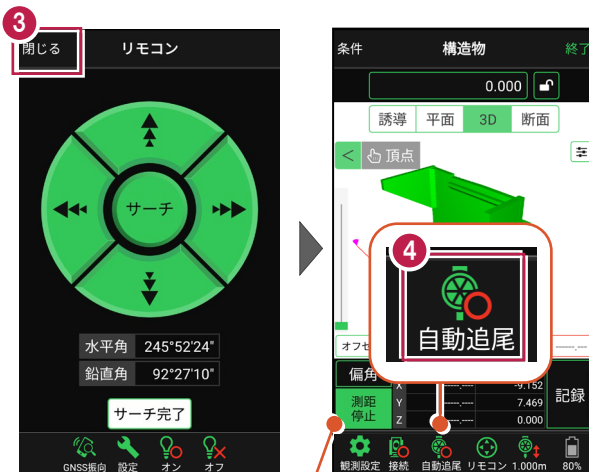 3
閉じる
リモコン
サーチ
水平角 245°52'24"
鉛直角 92°27'10"
サーチ完了
GNSS振向 設定 オン オフ
条件 構造物 終了
0.000
誘導 平面 3D 断面
< 頂点
4
自動追尾
オフセ
偏角
X -----.--- -9.152
測距
停止
Y -----.--- 7.469
Z -----.--- 0.000
記録
観測設定 接続 自動追尾 リモコン 1.000m 80%